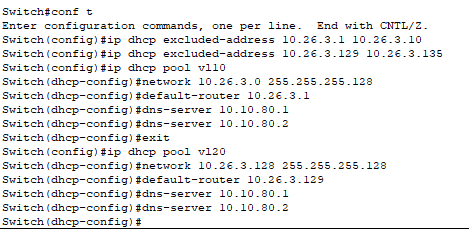 Switch#conf t
Enter configuration commands, one per line.  End with CNTL/Z.
Switch(config)#ip dhcp excluded-address 10.26.3.1 10.26.3.10
Switch(config)#ip dhcp excluded-address 10.26.3.129 10.26.3.135
Switch(config)#ip dhcp pool vl10
Switch(dhcp-config)#network 10.26.3.0 255.255.255.128
Switch(dhcp-config)#default-router 10.26.3.1
Switch(dhcp-config)#dns-server 10.10.80.1
Switch(dhcp-config)#dns-server 10.10.80.2
Switch(dhcp-config)#exit
Switch(config)#ip dhcp pool vl20
Switch(dhcp-config)#network 10.26.3.128 255.255.255.128
Switch(dhcp-config)#default-router 10.26.3.129
Switch(dhcp-config)#dns-server 10.10.80.1
Switch(dhcp-config)#dns-server 10.10.80.2
Switch(dhcp-config)#